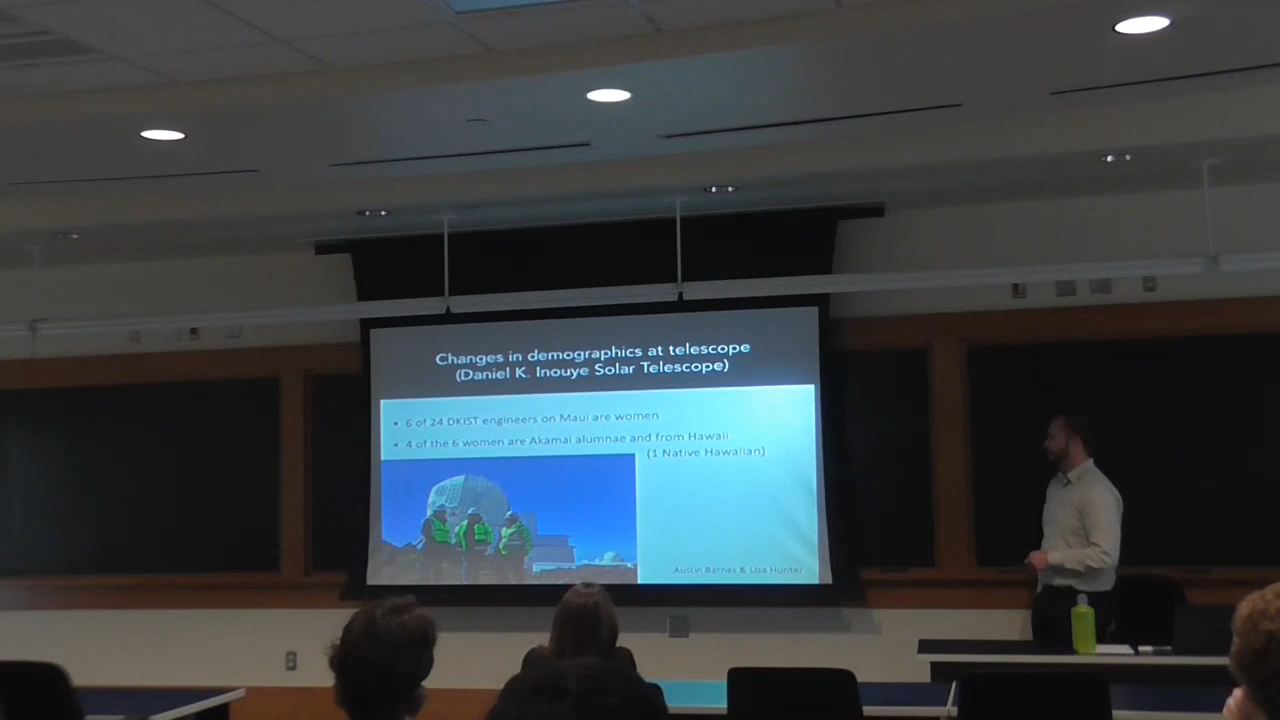 Changes in demographics at telescope
(Daniel K. Inouye Solar Telescope)
• 6 of 24 DKIST engineers on Maui are women
• 4 of the 6 women are Akamai alumnae and from Hawaii
(1 Native Hawaiian)
Austin Barnes & Lisa Hunter